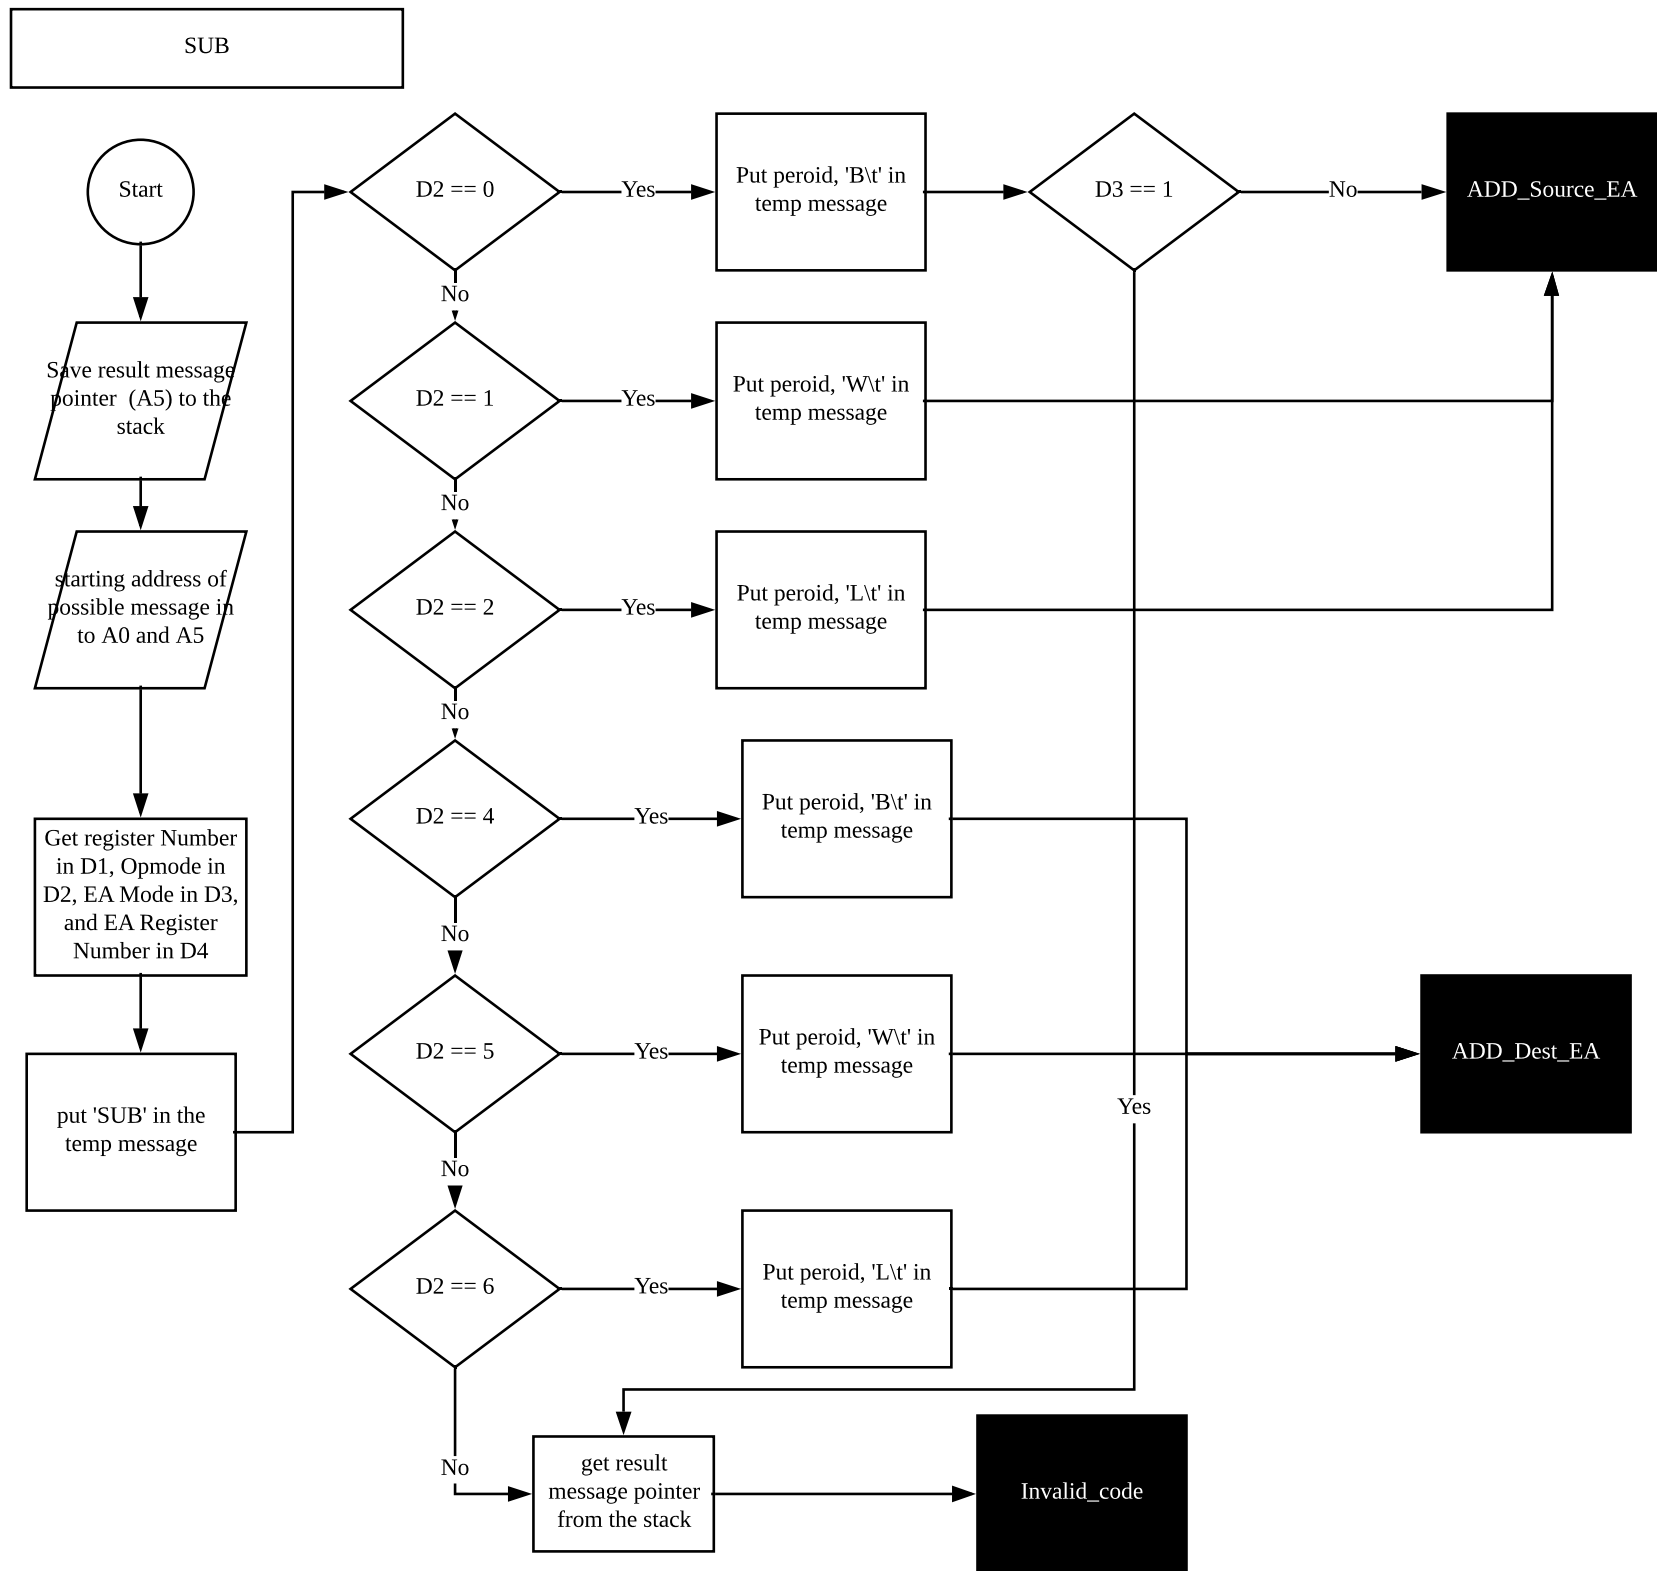 SUB
Start
Save result message
pointer  (A5) to the
stack
starting address of
possible message in
to A0 and A5
Get register Number
in D1, Opmode in
D2, EA Mode in D3,
and EA Register
Number in D4
put 'SUB' in the
temp message
D2 == 0
Yes
Put peroid, 'B\t' in
temp message
D3 == 1
No
ADD_Source_EA
No
D2 == 1
Yes
Put peroid, 'W\t' in
temp message
No
D2 == 2
Yes
Put peroid, 'L\t' in
temp message
No
D2 == 4
Yes
Put peroid, 'B\t' in
temp message
No
D2 == 5
Yes
Put peroid, 'W\t' in
temp message
ADD_Dest_EA
Yes
No
D2 == 6
Yes
Put peroid, 'L\t' in
temp message
No
get result
message pointer
from the stack
Invalid_code